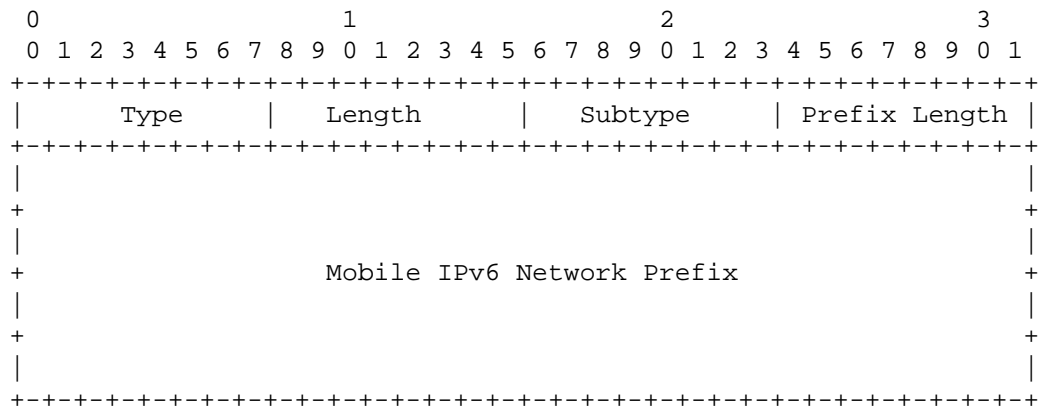 0                   1                   2                   3
 0 1 2 3 4 5 6 7 8 9 0 1 2 3 4 5 6 7 8 9 0 1 2 3 4 5 6 7 8 9 0 1
+-+-+-+-+-+-+-+-+-+-+-+-+-+-+-+-+-+-+-+-+-+-+-+-+-+-+-+-+-+-+-+-+
|      Type     |   Length      |   Subtype     | Prefix Length |
+-+-+-+-+-+-+-+-+-+-+-+-+-+-+-+-+-+-+-+-+-+-+-+-+-+-+-+-+-+-+-+-+
|                                                               |
+                                                               +
|                                                               |
+                   Mobile IPv6 Network Prefix                  +
|                                                               |
+                                                               +
|                                                               |
+-+-+-+-+-+-+-+-+-+-+-+-+-+-+-+-+-+-+-+-+-+-+-+-+-+-+-+-+-+-+-+-+